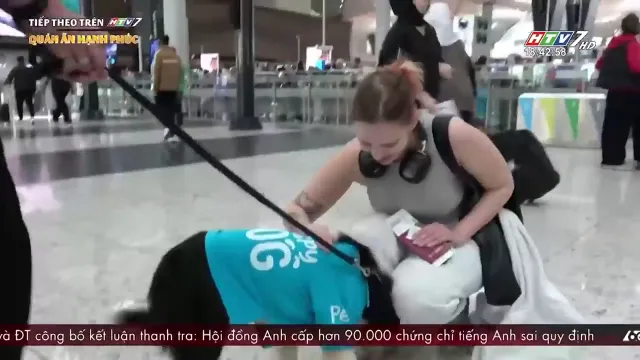 TIẾP THEO TRÊN HTV7
QUÁN ĂN HẠNH PHÚC
HTV7 HD
18:42:58
Pe
và ĐT công bố kết luận thanh tra: Hội đồng Anh cấp hơn 90.000 chứng chỉ tiếng Anh sai quy định